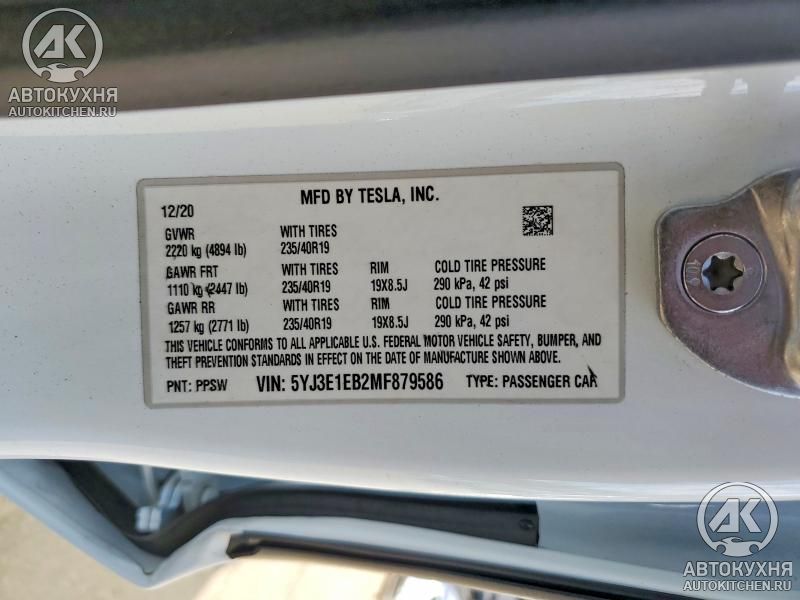 АК
АВТОКУХНЯ
AUTOKITCHEN.RU
MFD BY TESLA, INC.
12/20
GVWR WITH TIRES
2220 kg (4894 lb) 235/40R19
GAWR FRT WITH TIRES RIM COLD TIRE PRESSURE
1110 kg (2447 lb) 235/40R19 19X8.5J 290 kPa, 42 psi
GAWR RR WITH TIRES RIM COLD TIRE PRESSURE
1257 kg (2771 lb) 235/40R19 19X8.5J 290 kPa, 42 psi
THIS VEHICLE CONFORMS TO ALL APPLICABLE U.S. FEDERAL MOTOR VEHICLE SAFETY, BUMPER, AND
THEFT PREVENTION STANDARDS IN EFFECT ON THE DATE OF MANUFACTURE SHOWN ABOVE.
PNT: PPSW VIN: 5YJ3E1EB2MF879586 TYPE: PASSENGER CAR
10.9
АК
АВТОКУХНЯ
AUTOKITCHEN.RU